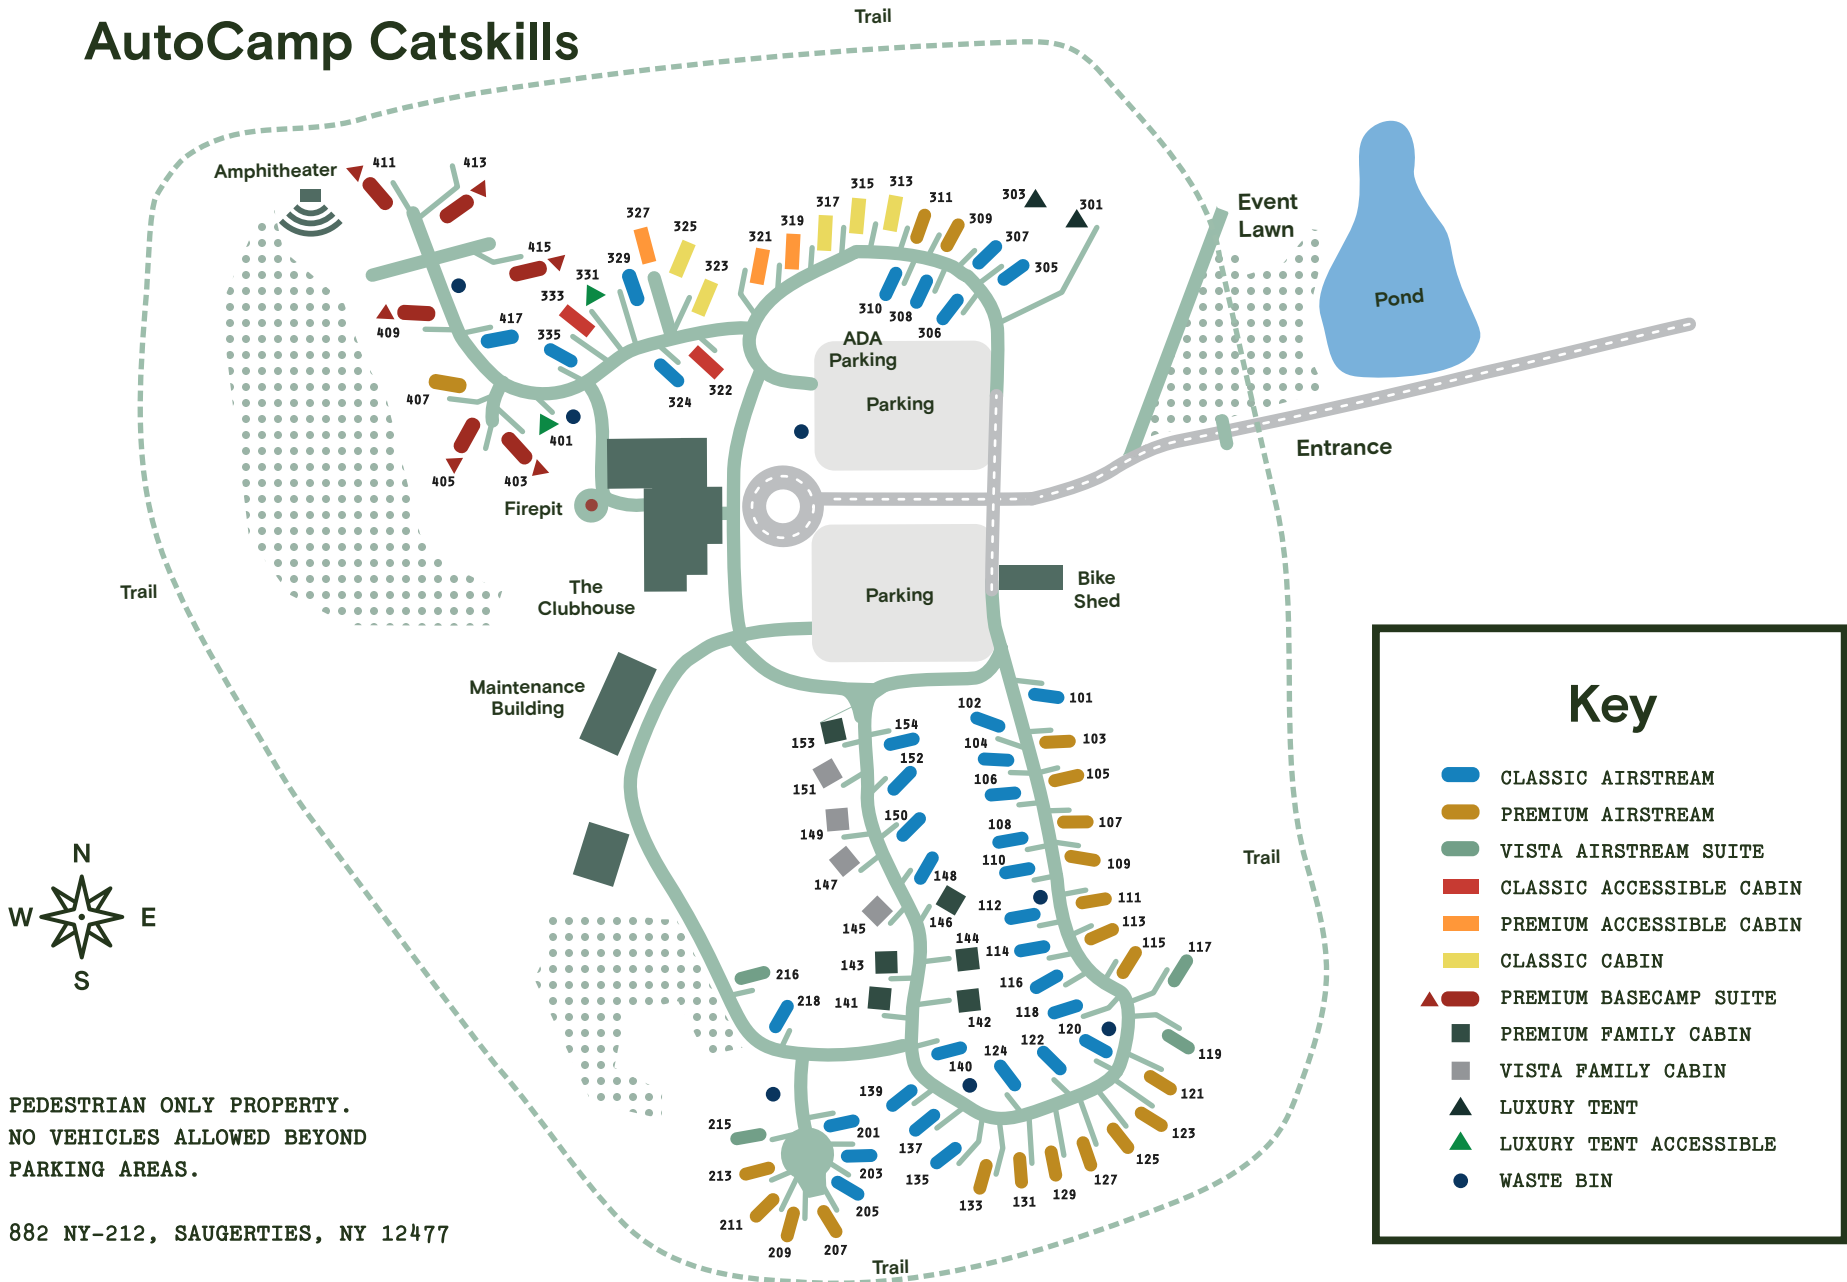 AutoCamp Catskills
Trail
Amphitheater
411
413
415
409
417
407
405
403
401
335
333
331
329
327
325
323
324
322
321
319
317
315
313
311
309
307
305
303
301
310
308
306
ADA
Parking
Parking
Event
Lawn
Pond
Entrance
Firepit
The
Clubhouse
Trail
Parking
Bike
Shed
Maintenance
Building
153
154
151
152
149
150
147
148
145
146
143
144
141
142
140
102
101
104
103
106
105
108
107
110
109
112
111
114
113
116
115
117
118
120
119
122
124
121
123
125
127
129
131
133
135
137
139
216
218
215
201
213
203
211
205
209
207
Trail
Trail
N
W
E
S
PEDESTRIAN ONLY PROPERTY.
NO VEHICLES ALLOWED BEYOND
PARKING AREAS.
882 NY-212, SAUGERTIES, NY 12477
Key
CLASSIC AIRSTREAM
PREMIUM AIRSTREAM
VISTA AIRSTREAM SUITE
CLASSIC ACCESSIBLE CABIN
PREMIUM ACCESSIBLE CABIN
CLASSIC CABIN
PREMIUM BASECAMP SUITE
PREMIUM FAMILY CABIN
VISTA FAMILY CABIN
LUXURY TENT
LUXURY TENT ACCESSIBLE
WASTE BIN